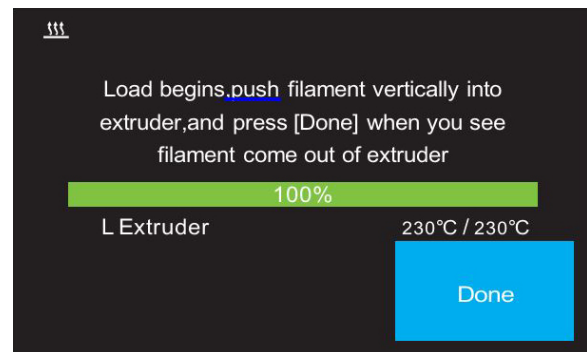 Load begins,push filament vertically into
extruder,and press [Done] when you see
filament come out of extruder
100%
L Extruder 230℃ / 230℃
Done